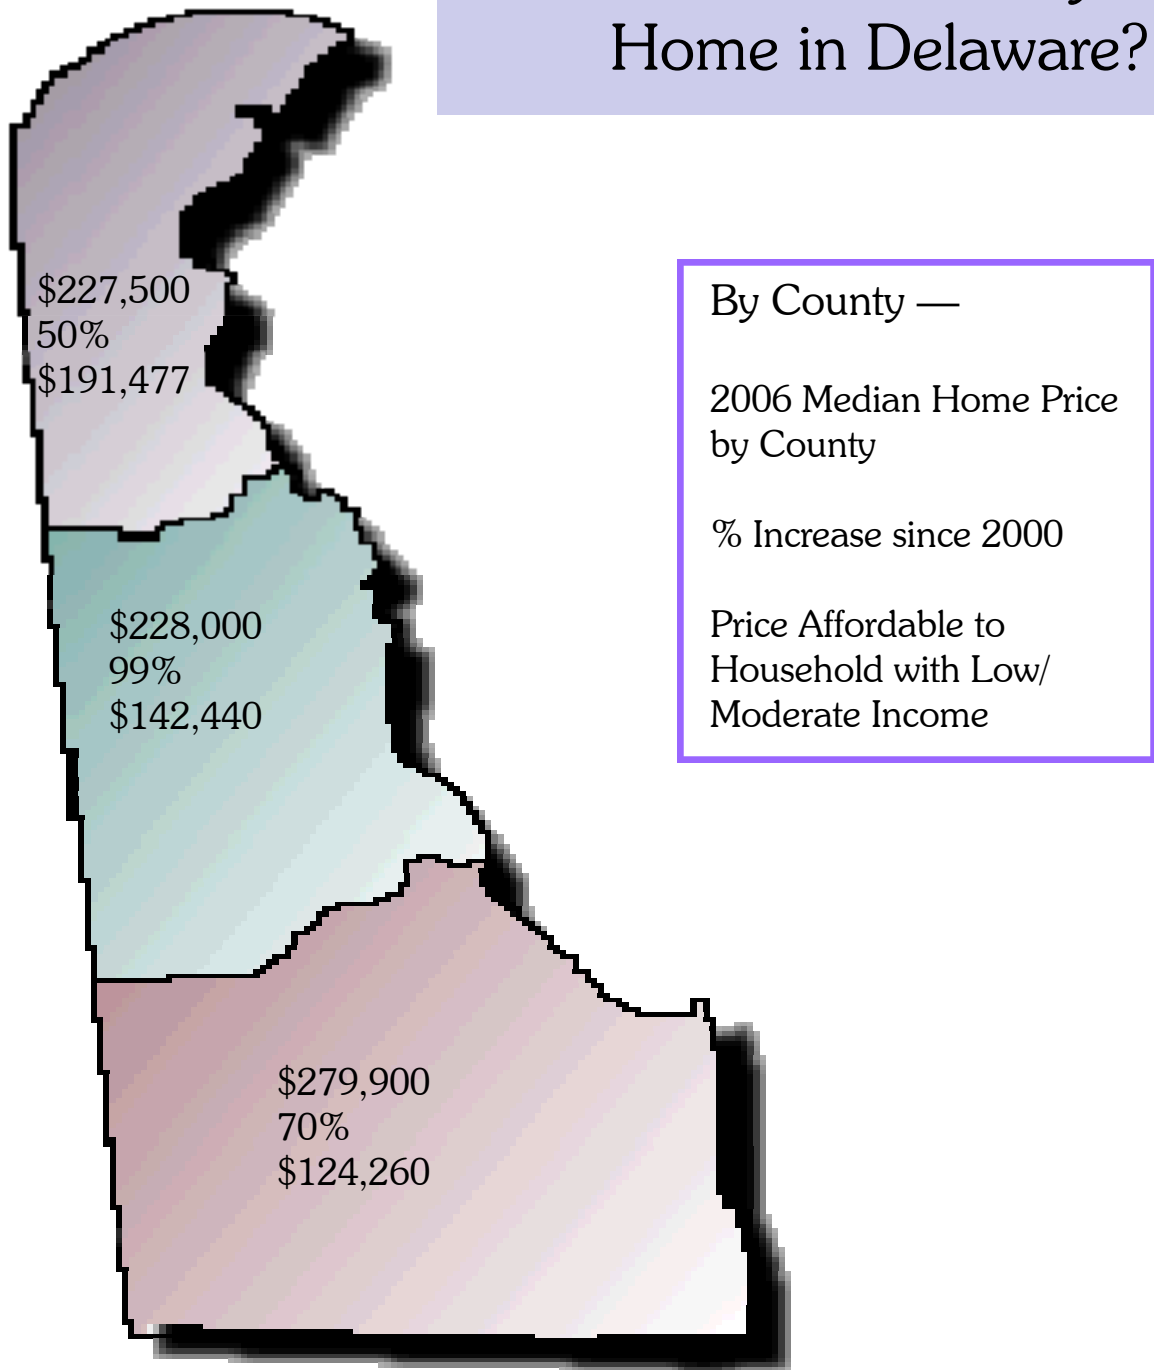 Home in Delaware?
$227,500
50%
$191,477
By County —
2006 Median Home Price
by County
% Increase since 2000
Price Affordable to
Household with Low/
Moderate Income
$228,000
99%
$142,440
$279,900
70%
$124,260